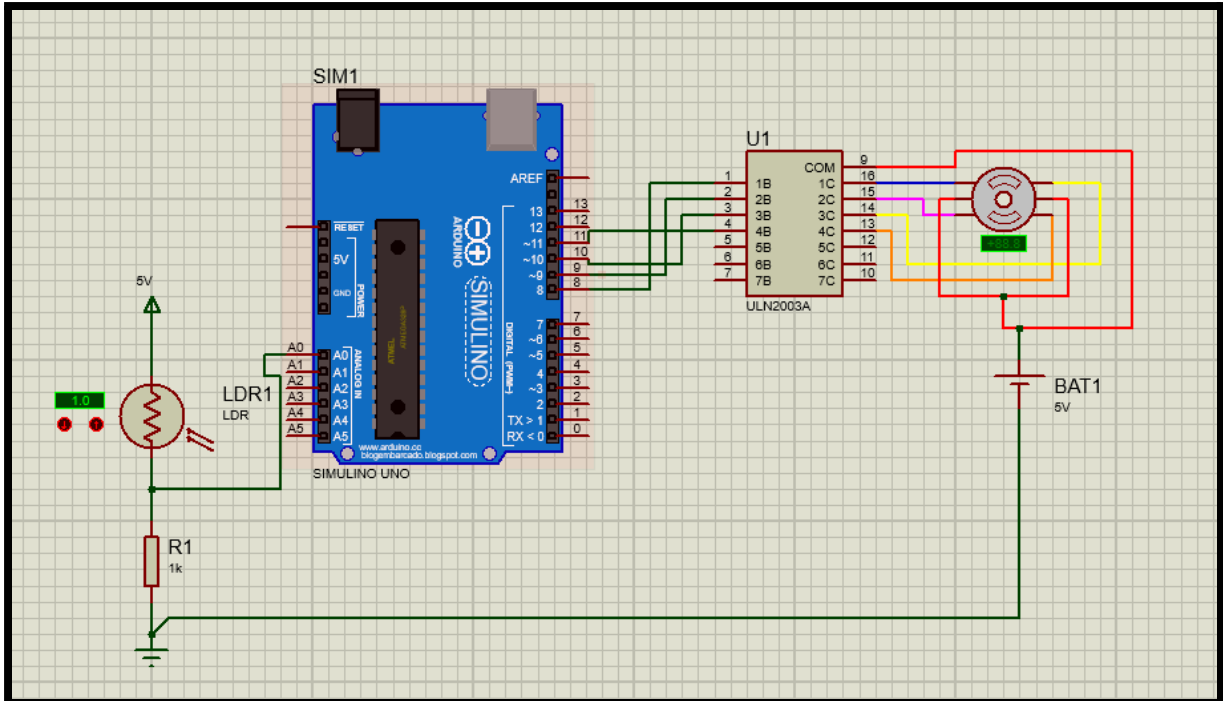 SIM1
AREF
13 13
12 12
~11 11
~10 10
~9 9
8 8
7 7
~6 6
~5 5
4 4
~3 3
2 2
TX > 1 1
RX < 0 0
RESET
5V
GND
POWER
ARDUINO
SIMULINO
DIGITAL (PWM~)
ANALOG IN
ATMEL
A0 A0
A1 A1
A2 A2
A3 A3
A4 A4
A5 A5
www.arduino.cc
blogembarcado.blogspot.com
SIMULINO UNO
5V
1.0
LDR1
LDR
R1
1k
U1
COM 9
1 1B 1C 16
2 2B 2C 15
3 3B 3C 14
4 4B 4C 13
5 5B 5C 12
6 6B 6C 11
7 7B 7C 10
ULN2003A
+88.8
BAT1
5V